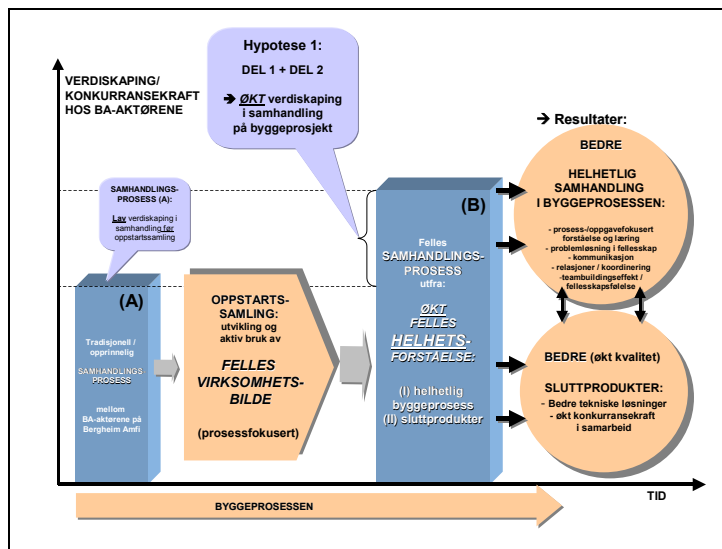 VERDISKAPING/
KONKURRANSEKRAFT
HOS BA-AKTØRENE
Hypotese 1:
DEL 1 + DEL 2
➔ ØKT verdiskaping
i samhandling
på byggeprosjekt
SAMHANDLINGS-
PROSESS (A):
Lav verdiskaping i
samhandling før
oppstartssamling
(A)
Tradisjonell /
opprinnelig
SAMHANDLINGS-
PROSESS
mellom
BA-aktørene på
Bergheim Amfi
OPPSTARTS-
SAMLING:
utvikling og
aktiv bruk av
FELLES
VIRKSOMHETS-
BILDE
(prosessfokusert)
(B)
Felles
SAMHANDLINGS-
PROSESS
utfra:
ØKT
FELLES
HELHETS-
FORSTÅELSE:
(I) helhetlig
byggeprosess
(II) sluttprodukter
➔ Resultater:
BEDRE
HELHETLIG
SAMHANDLING
I BYGGEPROSESSEN:
- prosess-/oppgavefokusert
forståelse og læring
- problemløsning i fellesskap
- kommunikasjon
- relasjoner / koordinering
-teambuildingseffekt /
fellesskapsfølelse
BEDRE (økt kvalitet)
SLUTTPRODUKTER:
- Bedre tekniske løsninger
- økt konkurransekraft
i samarbeid
TID
BYGGEPROSESSEN